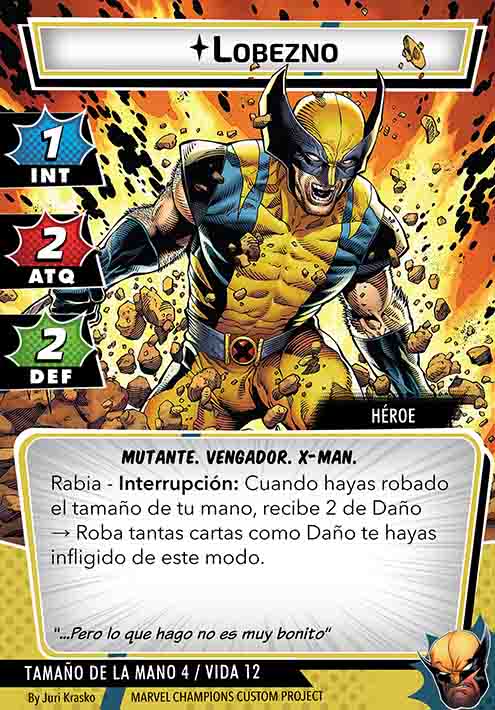 LOBEZNO
1
INT
2
ATQ
2
DEF
HÉROE
MUTANTE. VENGADOR. X-MAN.
Rabia - Interrupción: Cuando hayas robado
el tamaño de tu mano, recibe 2 de Daño
→ Roba tantas cartas como Daño te hayas
infligido de este modo.
"...Pero lo que hago no es muy bonito"
TAMAÑO DE LA MANO 4 / VIDA 12
By Juri Krasko MARVEL CHAMPIONS CUSTOM PROJECT